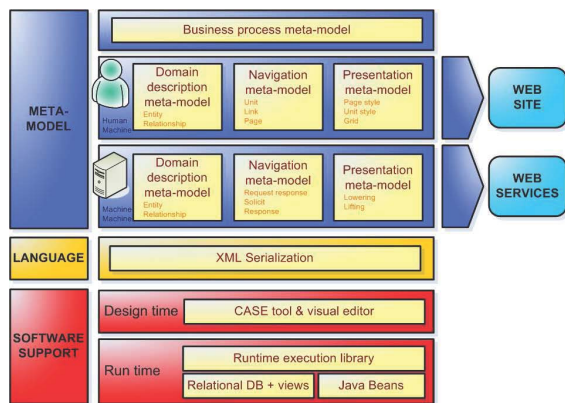 Business process meta-model
META-
MODEL
Human
Machine
Domain
description
meta-model
Entity
Relationship
Navigation
meta-model
Unit
Link
Page
Presentation
meta-model
Page style
Unit style
Grid
WEB
SITE
Machine
Machine
Domain
description
meta-model
Entity
Relationship
Navigation
meta-model
Request response
Solicit
Response
Presentation
meta-model
Lowering
Lifting
WEB
SERVICES
LANGUAGE
XML Serialization
SOFTWARE
SUPPORT
Design time
CASE tool & visual editor
Run time
Runtime execution library
Relational DB + views
Java Beans